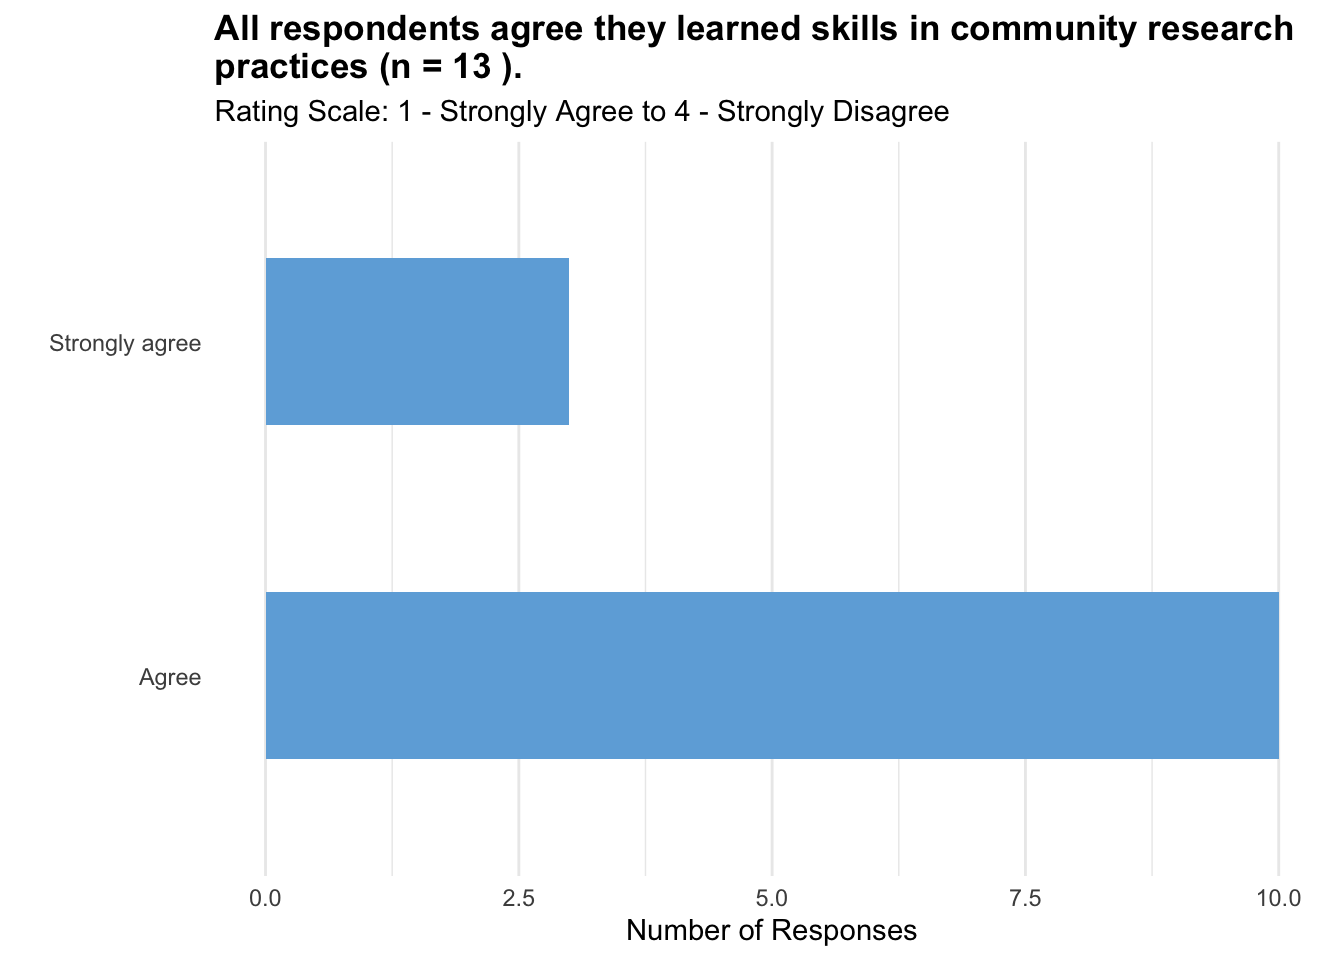 All respondents agree they learned skills in community research
practices (n = 13 ).
Rating Scale: 1 - Strongly Agree to 4 - Strongly Disagree
Strongly agree
Agree
0.0 2.5 5.0 7.5 10.0
Number of Responses